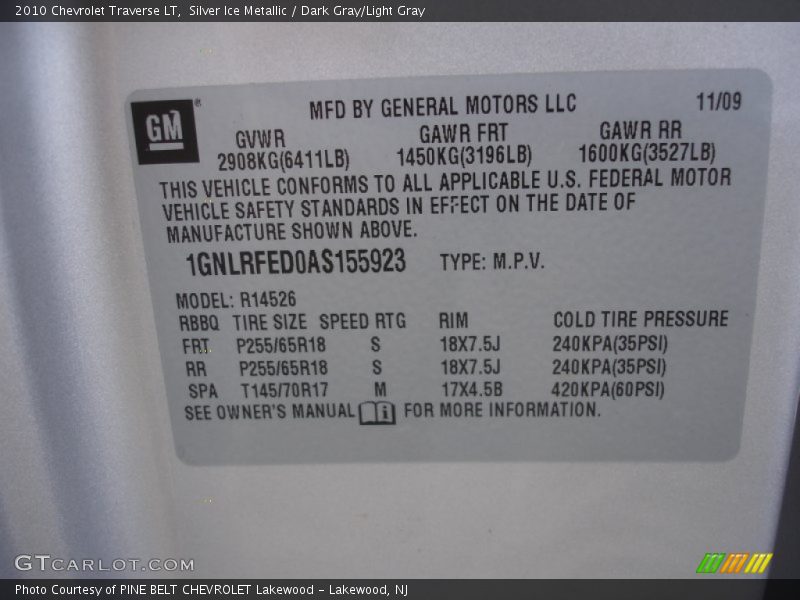 2010 Chevrolet Traverse LT,  Silver Ice Metallic / Dark Gray/Light Gray
GM ® MFD BY GENERAL MOTORS LLC 11/09
GVWR GAWR FRT GAWR RR
2908KG(6411LB) 1450KG(3196LB) 1600KG(3527LB)
THIS VEHICLE CONFORMS TO ALL APPLICABLE U.S. FEDERAL MOTOR
VEHICLE SAFETY STANDARDS IN EFFECT ON THE DATE OF
MANUFACTURE SHOWN ABOVE.
1GNLRFED0AS155923 TYPE: M.P.V.
MODEL: R14526
RBBQ TIRE SIZE SPEED RTG RIM COLD TIRE PRESSURE
FRT P255/65R18 S 18X7.5J 240KPA(35PSI)
RR P255/65R18 S 18X7.5J 240KPA(35PSI)
SPA T145/70R17 M 17X4.5B 420KPA(60PSI)
SEE OWNER'S MANUAL i FOR MORE INFORMATION.
GTCARLOT.COM
Photo Courtesy of PINE BELT CHEVROLET Lakewood - Lakewood, NJ